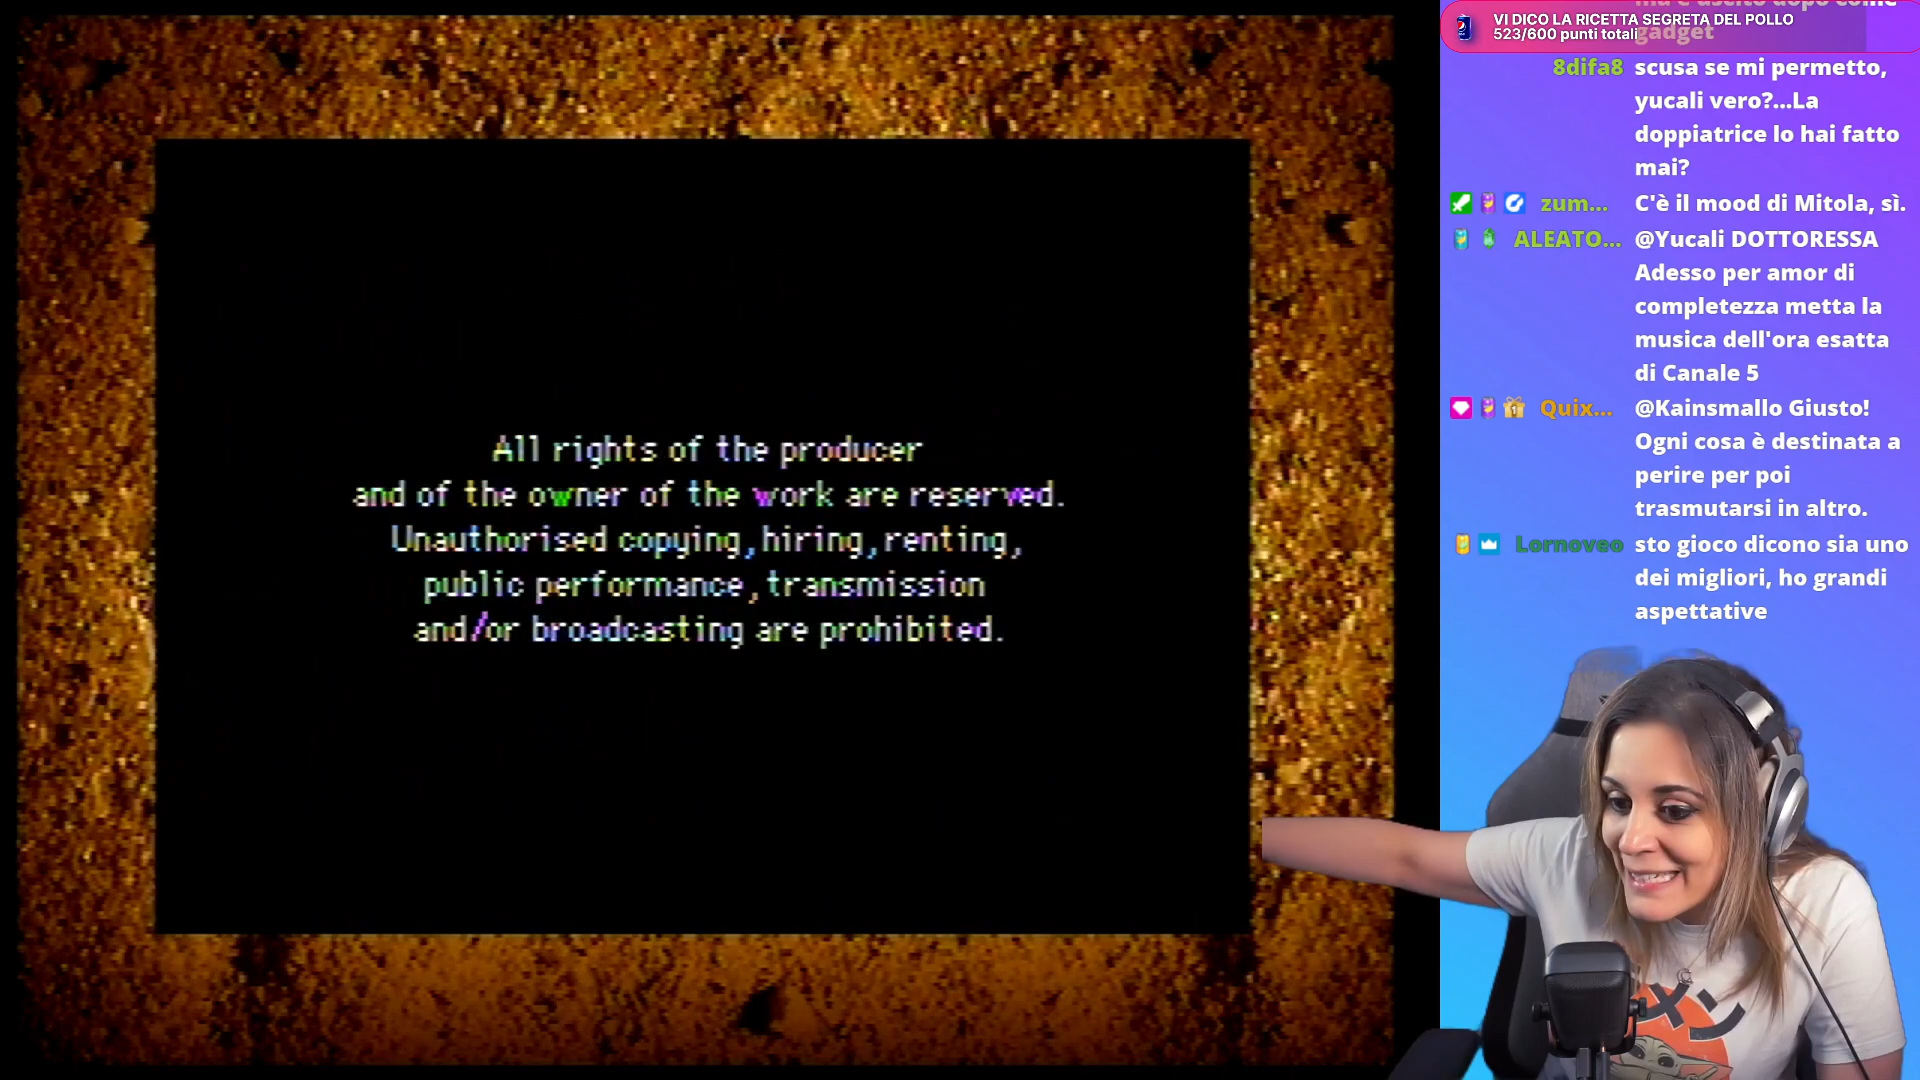 All rights of the producer
and of the owner of the work are reserved.
Unauthorised copying,hiring,renting,
public performance,transmission
and/or broadcasting are prohibited.
VI DICO LA RICETTA SEGRETA DEL POLLO
523/600 punti totali
gadget
8difa8 scusa se mi permetto,
yucali vero?...La
doppiatrice lo hai fatto
mai?
zum... C'è il mood di Mitola, sì.
ALEATO... @Yucali DOTTORESSA
Adesso per amor di
completezza metta la
musica dell'ora esatta
di Canale 5
Quix... @Kainsmallo Giusto!
Ogni cosa è destinata a
perire per poi
trasmutarsi in altro.
Lornoveo sto gioco dicono sia uno
dei migliori, ho grandi
aspettative